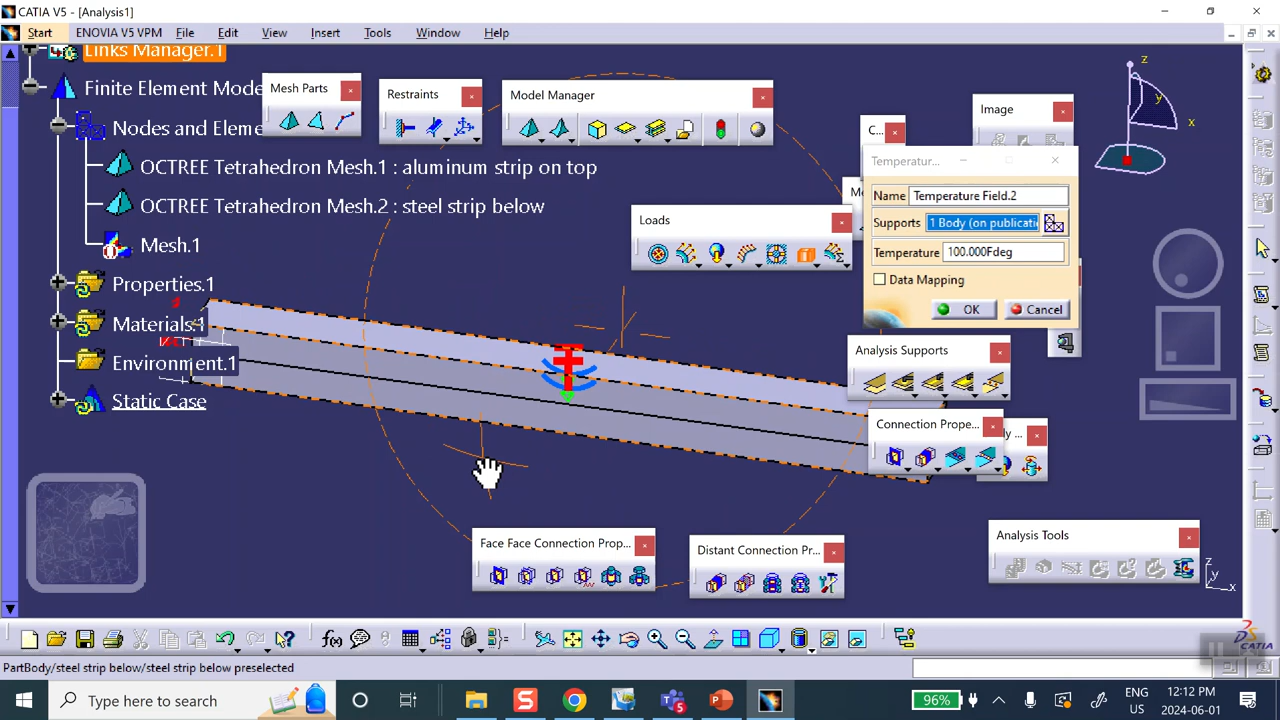 CATIA V5 - [Analysis1]
Start ENOVIA V5 VPM File Edit View Insert Tools Window Help
Links Manager.1
Finite Element Mode
Nodes and Eleme
OCTREE Tetrahedron Mesh.1 : aluminum strip on top
OCTREE Tetrahedron Mesh.2 : steel strip below
Mesh.1
Properties.1
Materials.1
Environment.1
Static Case
Mesh Parts
Restraints
Model Manager
C...
Image
z
y
x
Temperatur...
Name Temperature Field.2
Supports 1 Body (on publicati
Temperature 100.000Fdeg
Data Mapping
OK Cancel
Loads
Analysis Supports
Connection Prope...
Face Face Connection Prop...
Distant Connection Pr...
Analysis Tools
z
y
x
f(x)
DS
CATIA
PartBody/steel strip below/steel strip below preselected
Type here to search
96%
ENG
US
12:12 PM
2024-06-01